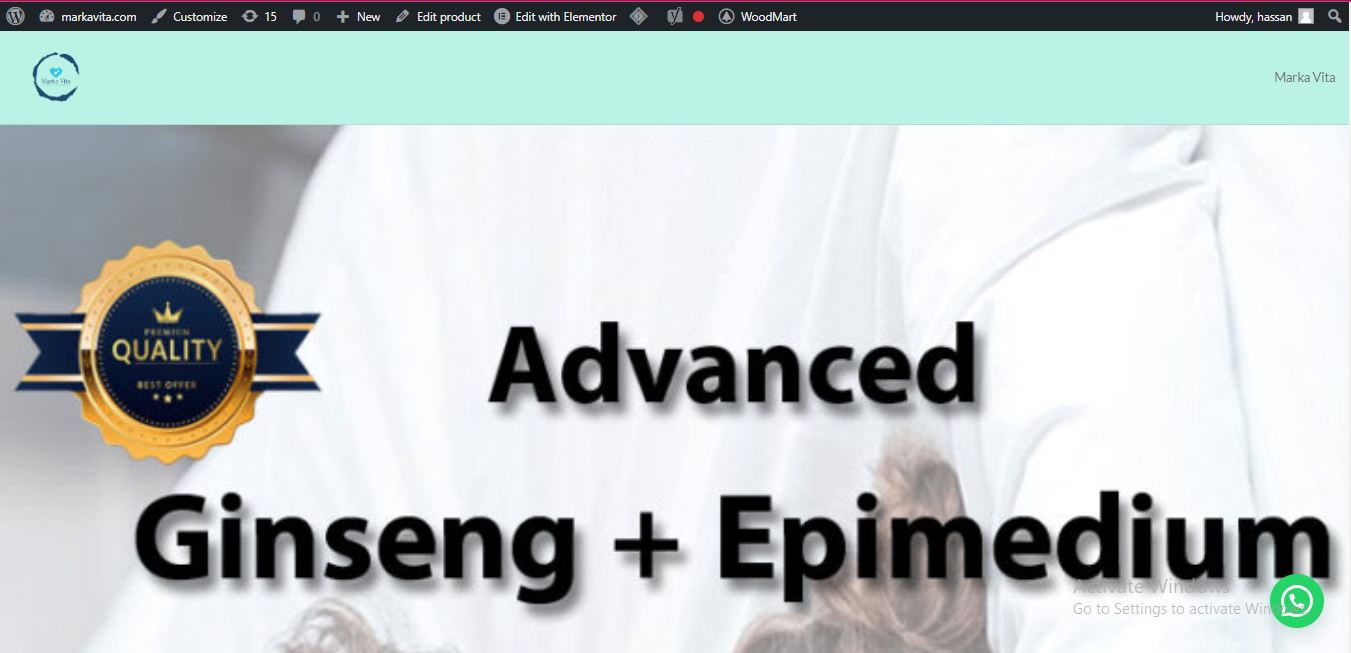 markavita.com Customize 15 0 New Edit product Edit with Elementor WoodMart Howdy, hassan
Marka Vita
Marka Vita
PREMIUM
QUALITY
BEST OFFER
Advanced
Ginseng + Epimedium
Activate Windows
Go to Settings to activate Win